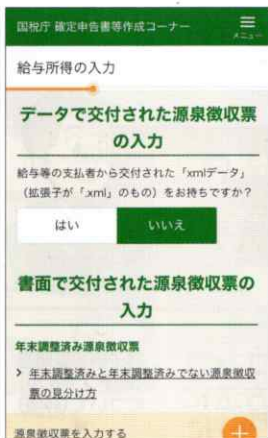 国税庁 確定申告書等作成コーナー
メニュー
給与所得の入力
データで交付された源泉徴収票
の入力
給与等の支払者から交付された「xmlデータ」
（拡張子が「.xml」のもの）をお持ちですか？
はい いいえ
書面で交付された源泉徴収票の
入力
年末調整済み源泉徴収票
> 年末調整済みと年末調整済みでない源泉徴収
票の見分け方
源泉徴収票を入力する